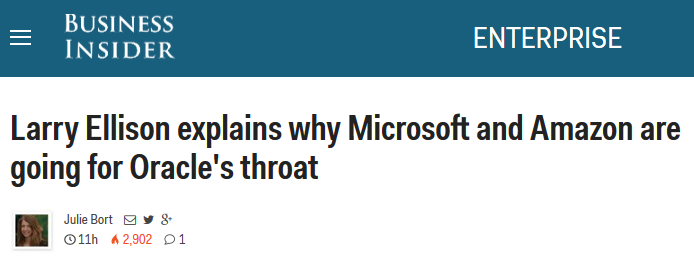 BUSINESS
INSIDER
ENTERPRISE
Larry Ellison explains why Microsoft and Amazon are
going for Oracle's throat
Julie Bort
11h 2,902 1